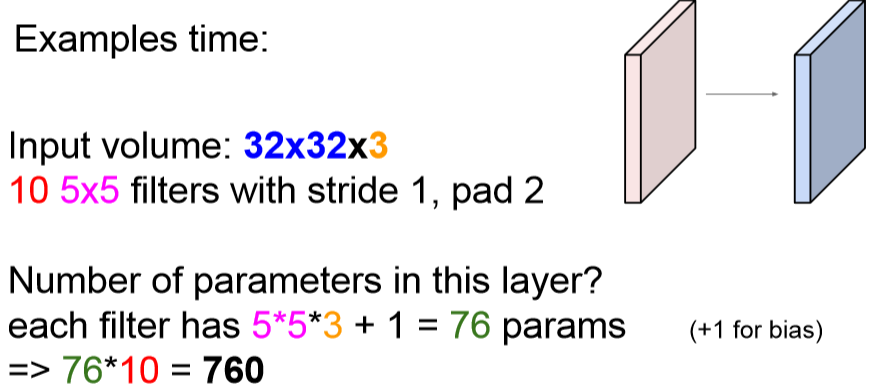 Examples time:
Input volume: 32x32x3
10 5x5 filters with stride 1, pad 2
Number of parameters in this layer?
each filter has 5*5*3 + 1 = 76 params (+1 for bias)
=> 76*10 = 760